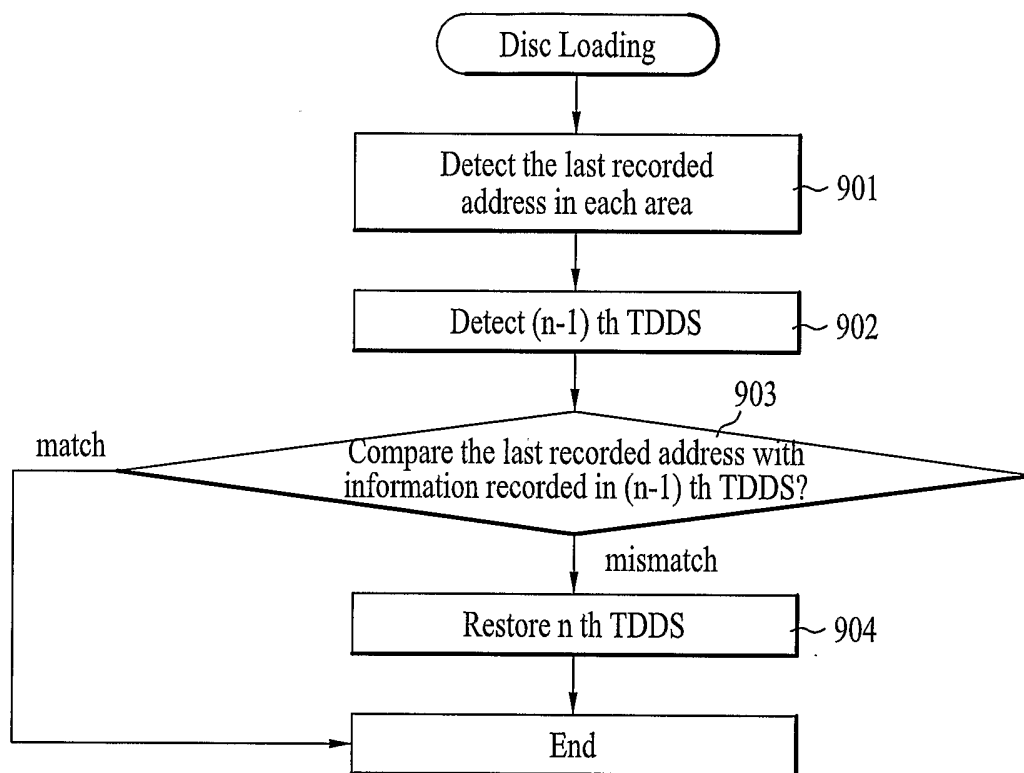 Disc Loading
Detect the last recorded
address in each area
901
Detect (n-1) th TDDS
902
903
match
Compare the last recorded address with
information recorded in (n-1) th TDDS?
mismatch
Restore n th TDDS
904
End